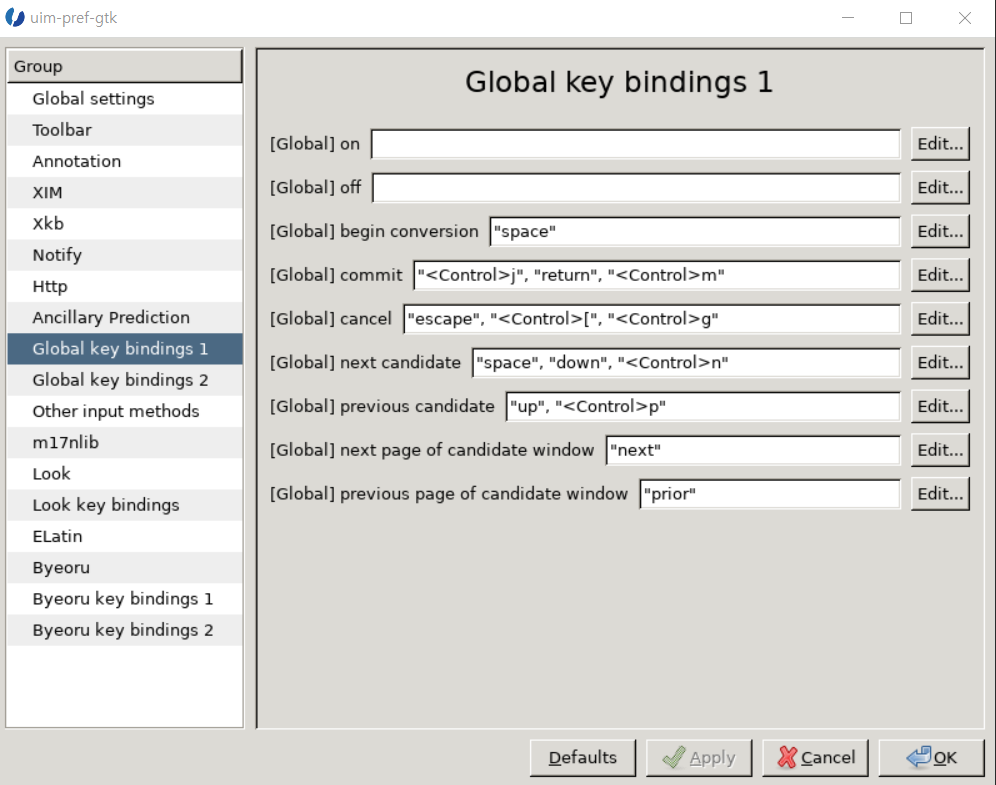 uim-pref-gtk
Group
Global settings
Toolbar
Annotation
XIM
Xkb
Notify
Http
Ancillary Prediction
Global key bindings 1
Global key bindings 2
Other input methods
m17nlib
Look
Look key bindings
ELatin
Byeoru
Byeoru key bindings 1
Byeoru key bindings 2
Global key bindings 1
[Global] on Edit...
[Global] off Edit...
[Global] begin conversion "space" Edit...
[Global] commit "<Control>j", "return", "<Control>m" Edit...
[Global] cancel "escape", "<Control>[", "<Control>g" Edit...
[Global] next candidate "space", "down", "<Control>n" Edit...
[Global] previous candidate "up", "<Control>p" Edit...
[Global] next page of candidate window "next" Edit...
[Global] previous page of candidate window "prior" Edit...
Defaults Apply Cancel OK